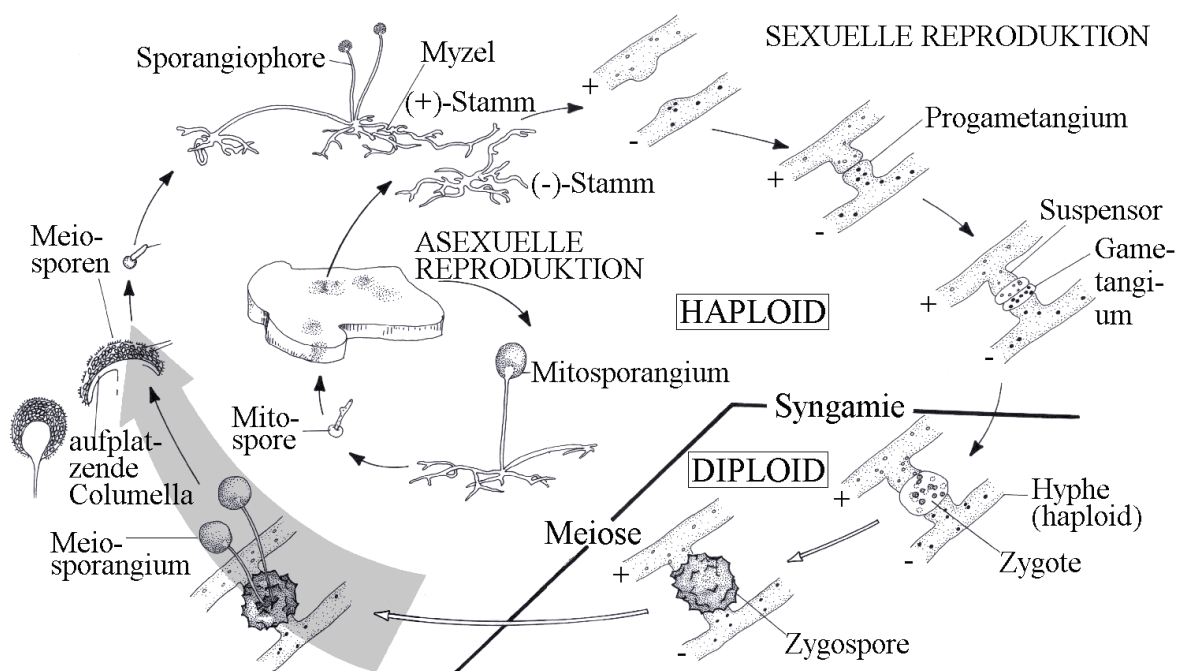 SEXUELLE REPRODUKTION
Sporangiophore
Myzel
(+)-Stamm
(-)-Stamm
+
-
Progametangium
+
-
Suspensor
Game-
tangi-
um
+
-
Meio-
sporen
ASEXUELLE
REPRODUKTION
HAPLOID
Mitosporangium
Mito-
spore
aufplat-
zende
Columella
Syngamie
DIPLOID
Meiose
+
-
Hyphe
(haploid)
Zygote
+
-
Zygospore
Meio-
sporangium